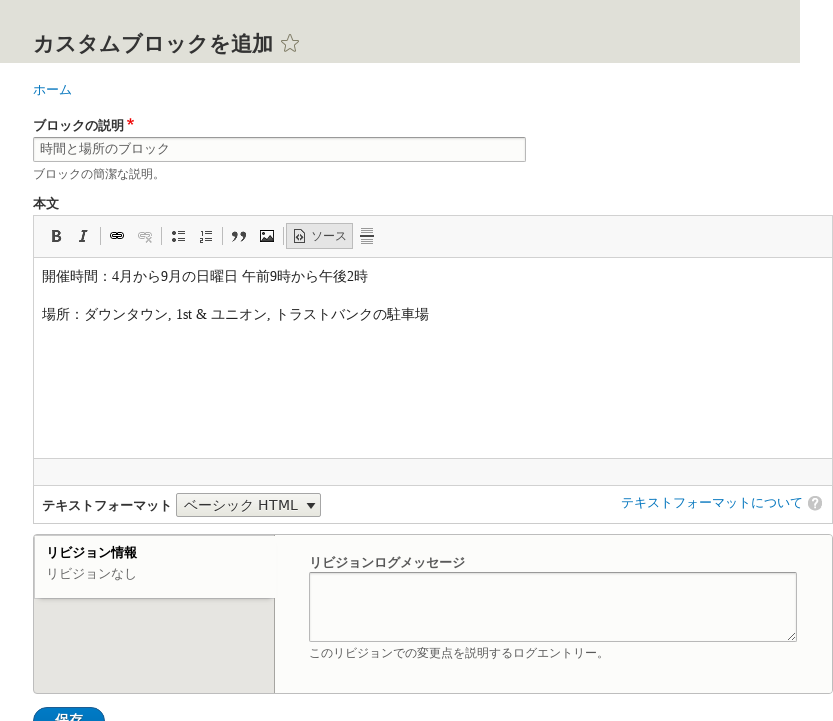 カスタムブロックを追加
ホーム
ブロックの説明*
時間と場所のブロック
ブロックの簡潔な説明。
本文
B I ソース
開催時間：4月から9月の日曜日 午前9時から午後2時
場所：ダウンタウン, 1st & ユニオン, トラストバンクの駐車場
テキストフォーマット ベーシック HTML テキストフォーマットについて ?
リビジョン情報
リビジョンなし
リビジョンログメッセージ
このリビジョンでの変更点を説明するログエントリー。
保存